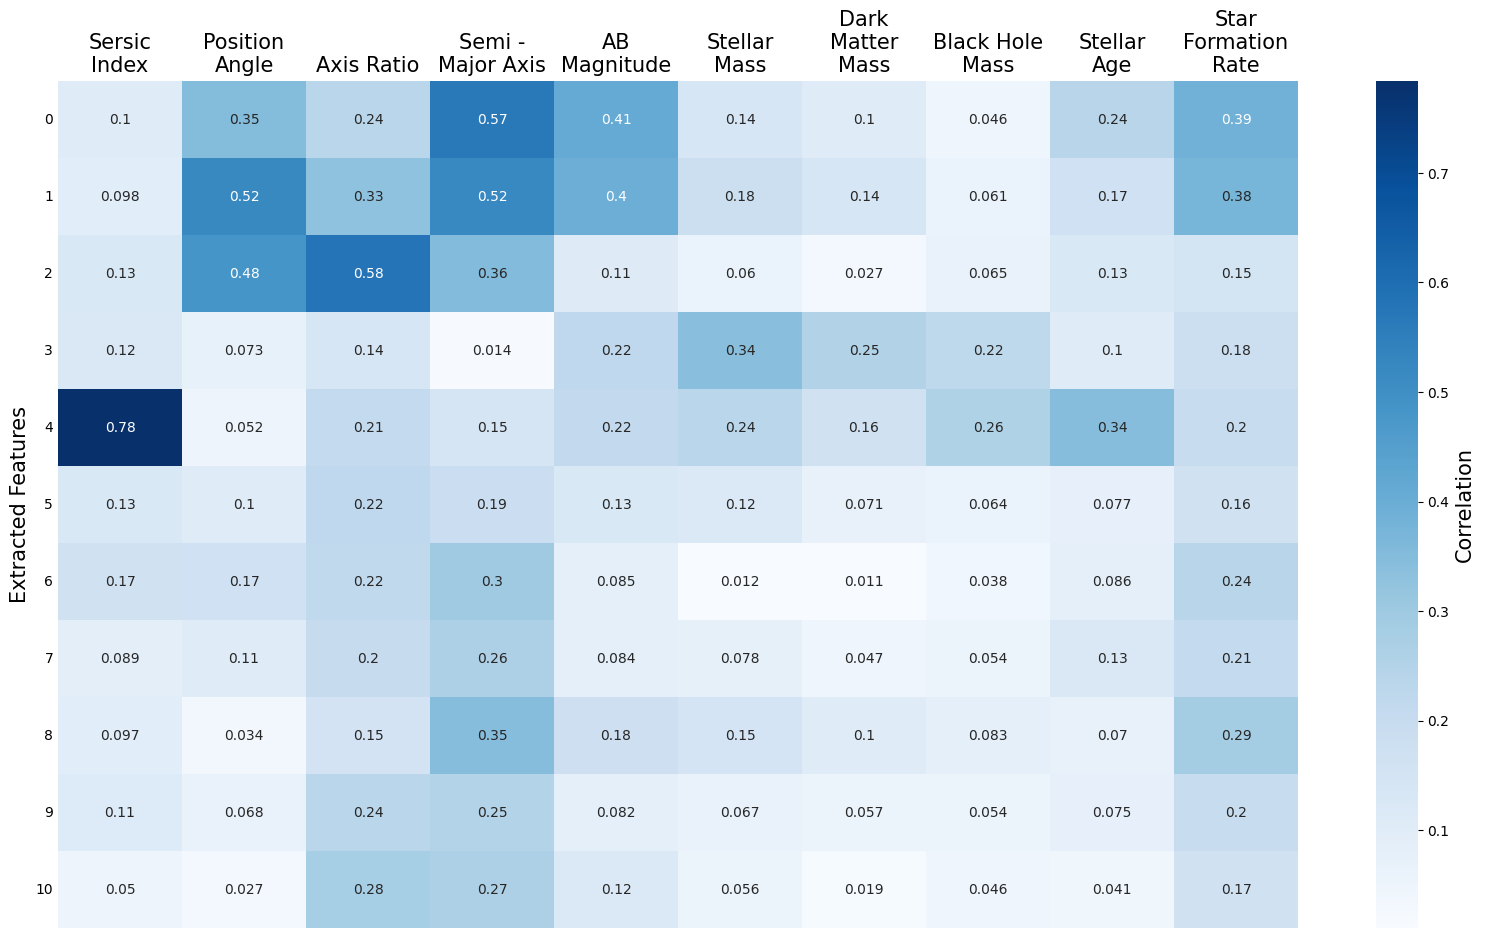 Sersic
Index
Position
Angle
Axis Ratio
Semi -
Major Axis
AB
Magnitude
Stellar
Mass
Dark
Matter
Mass
Black Hole
Mass
Stellar
Age
Star
Formation
Rate
0 0.1 0.35 0.24 0.57 0.41 0.14 0.1 0.046 0.24 0.39
1 0.098 0.52 0.33 0.52 0.4 0.18 0.14 0.061 0.17 0.38
2 0.13 0.48 0.58 0.36 0.11 0.06 0.027 0.065 0.13 0.15
3 0.12 0.073 0.14 0.014 0.22 0.34 0.25 0.22 0.1 0.18
4 0.78 0.052 0.21 0.15 0.22 0.24 0.16 0.26 0.34 0.2
5 0.13 0.1 0.22 0.19 0.13 0.12 0.071 0.064 0.077 0.16
6 0.17 0.17 0.22 0.3 0.085 0.012 0.011 0.038 0.086 0.24
7 0.089 0.11 0.2 0.26 0.084 0.078 0.047 0.054 0.13 0.21
8 0.097 0.034 0.15 0.35 0.18 0.15 0.1 0.083 0.07 0.29
9 0.11 0.068 0.24 0.25 0.082 0.067 0.057 0.054 0.075 0.2
10 0.05 0.027 0.28 0.27 0.12 0.056 0.019 0.046 0.041 0.17
Extracted Features
0.7
0.6
0.5
0.4
0.3
0.2
0.1
Correlation